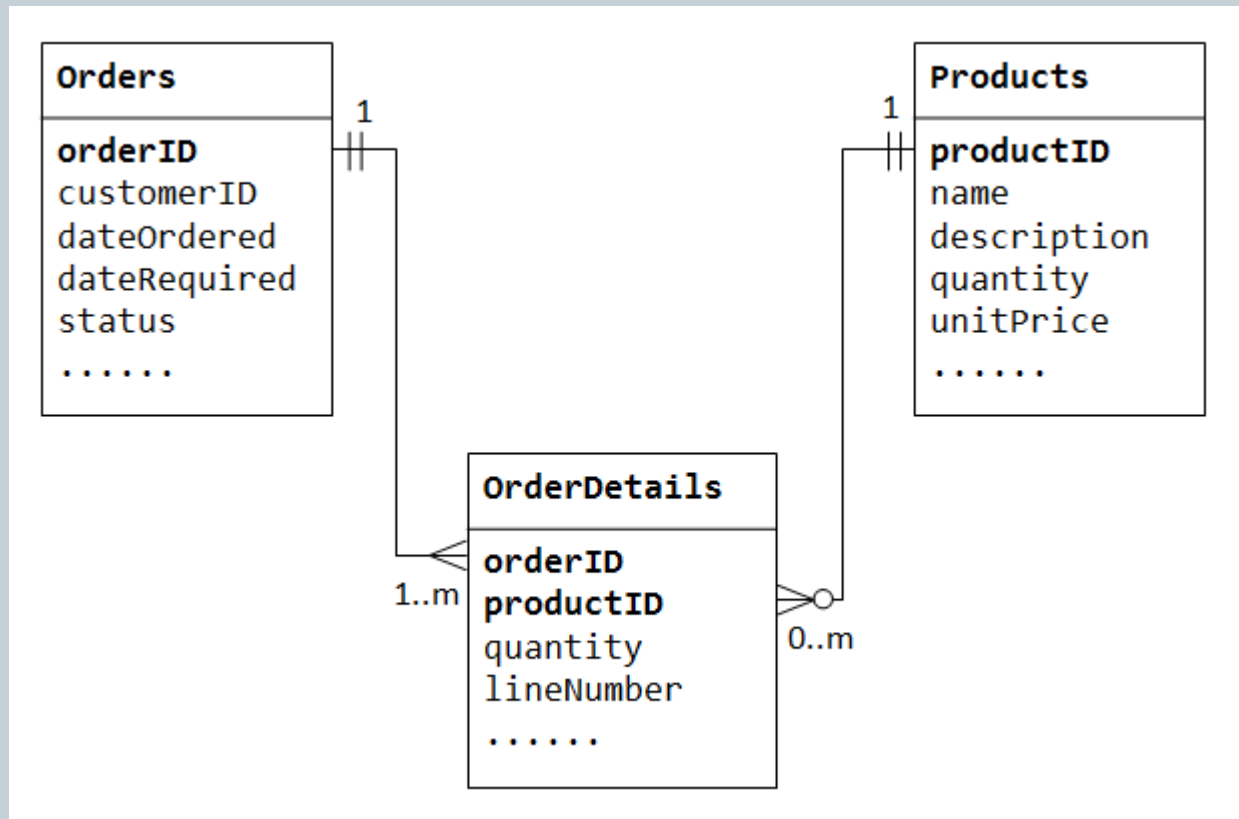 Orders
orderID
customerID
dateOrdered
dateRequired
status
......
1
1
Products
productID
name
description
quantity
unitPrice
......
OrderDetails
orderID
productID
quantity
lineNumber
......
1..m
0..m